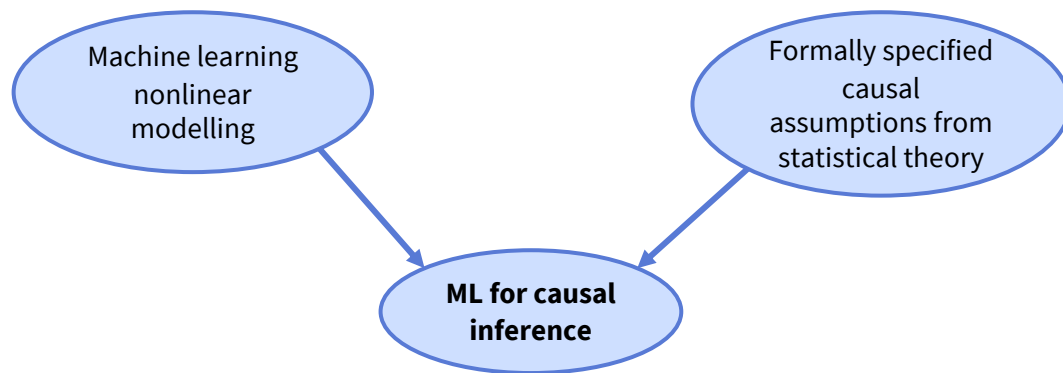 Machine learning
nonlinear
modelling
Formally specified
causal
assumptions from
statistical theory
ML for causal
inference